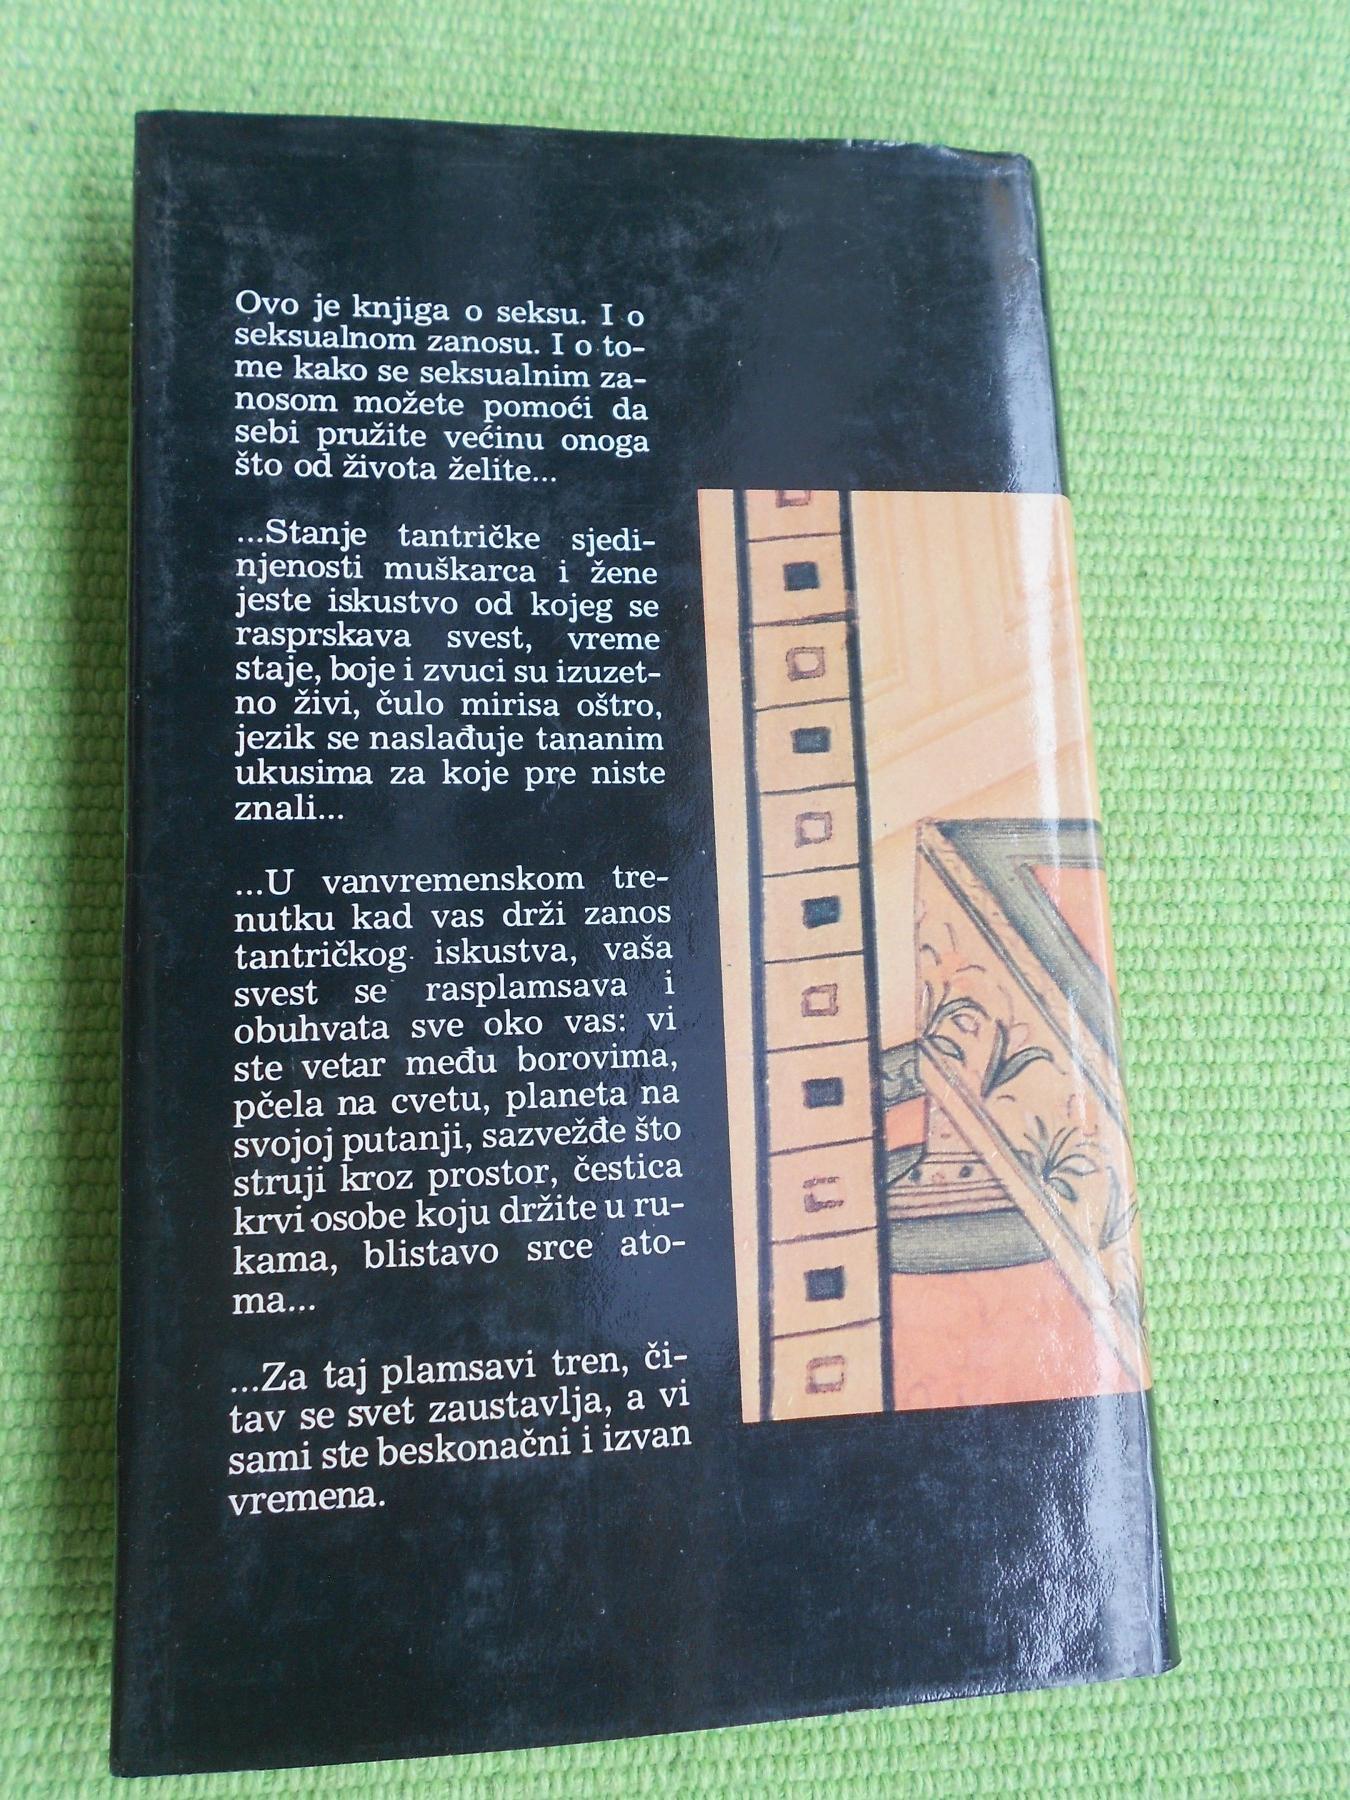 Ovo je knjiga o seksu. I o
seksualnom zanosu. I o to-
me kako se seksualnim za-
nosom možete pomoći da
sebi pružite većinu onoga
što od života želite...
...Stanje tantričke sjedi-
njenosti muškarca i žene
jeste iskustvo od kojeg se
rasprskava svest, vreme
staje, boje i zvuci su izuzet-
no živi, čulo mirisa oštro,
jezik se naslađuje tananim
ukusima za koje pre niste
znali...
...U vanvremenskom tre-
nutku kad vas drži zanos
tantričkog iskustva, vaša
svest se rasplamsava i
obuhvata sve oko vas: vi
ste vetar među borovima,
pčela na cvetu, planeta na
svojoj putanji, sazvežđe što
struji kroz prostor, čestica
krvi osobe koju držite u ru-
kama, blistavo srce ato-
ma...
...Za taj plamsavi tren, či-
tav se svet zaustavlja, a vi
sami ste beskonačni i izvan
vremena.